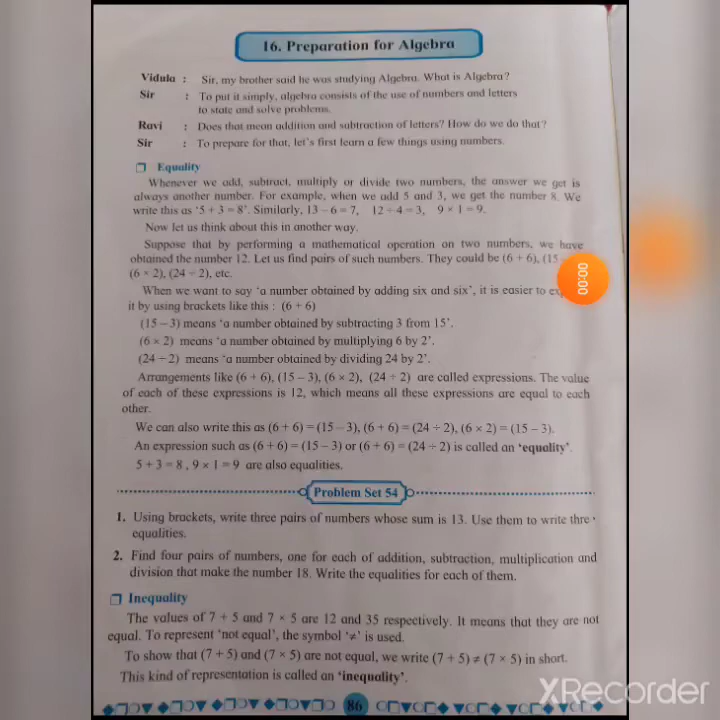 16. Preparation for Algebra
Vidula : Sir, my brother said he was studying Algebra. What is Algebra?
Sir : To put it simply, algebra consists of the use of numbers and letters
to state and solve problems.
Ravi : Does that mean addition and subtraction of letters? How do we do that?
Sir : To prepare for that, let's first learn a few things using numbers.
Equality
Whenever we add, subtract, multiply or divide two numbers, the answer we get is
always another number. For example, when we add 5 and 3, we get the number 8. We
write this as '5 + 3 = 8'. Similarly, 13 – 6 = 7, 12 ÷ 4 = 3, 9 × 1 = 9.
Now let us think about this in another way.
Suppose that by performing a mathematical operation on two numbers, we have
obtained the number 12. Let us find pairs of such numbers. They could be (6 + 6), (15 –
(6 × 2), (24 ÷ 2), etc.
When we want to say 'a number obtained by adding six and six', it is easier to
it by using brackets like this : (6 + 6)
(15 – 3) means 'a number obtained by subtracting 3 from 15'.
(6 × 2) means 'a number obtained by multiplying 6 by 2'.
(24 ÷ 2) means 'a number obtained by dividing 24 by 2'.
Arrangements like (6 + 6), (15 – 3), (6 × 2), (24 ÷ 2) are called expressions. The value
of each of these expressions is 12, which means all these expressions are equal to each
other.
We can also write this as (6 + 6) = (15 – 3), (6 + 6) = (24 ÷ 2), (6 × 2) = (15 – 3).
An expression such as (6 + 6) = (15 – 3) or (6 + 6) = (24 ÷ 2) is called an 'equality'.
5 + 3 = 8 , 9 × 1 = 9 are also equalities.
Problem Set 54
1. Using brackets, write three pairs of numbers whose sum is 13. Use them to write
equalities.
2. Find four pairs of numbers, one for each of addition, subtraction, multiplication and
division that make the number 18. Write the equalities for each of them.
Inequality
The values of 7 + 5 and 7 × 5 are 12 and 35 respectively. It means that they are not
equal. To represent 'not equal', the symbol '≠' is used.
To show that (7 + 5) and (7 × 5) are not equal, we write (7 + 5) ≠ (7 × 5) in short.
This kind of representation is called an 'inequality'.
86
00:00
XRecorder